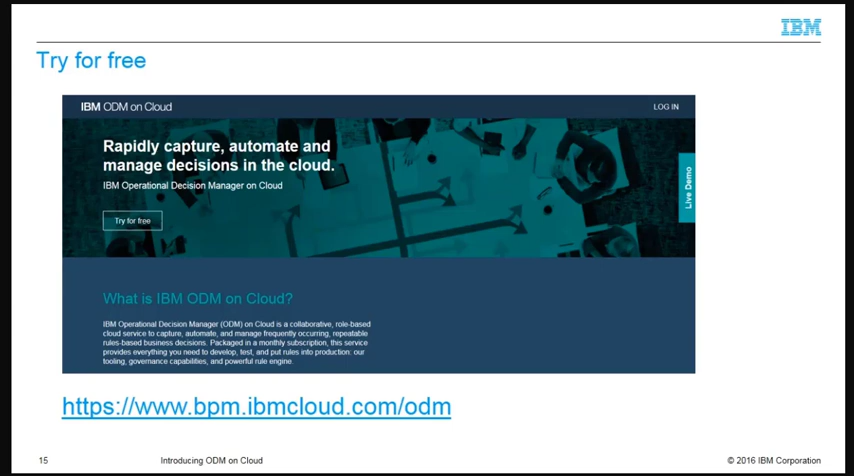 IBM
Try for free
IBM ODM on Cloud
LOG IN
Rapidly capture, automate and
manage decisions in the cloud.
IBM Operational Decision Manager on Cloud
Try for free
Live Demo
What is IBM ODM on Cloud?
IBM Operational Decision Manager (ODM) on Cloud is a collaborative, role-based
cloud service to capture, automate, and manage frequently occurring, repeatable
rules-based business decisions. Packaged in a monthly subscription, this service
provides everything you need to develop, test, and put rules into production: our
tooling, governance capabilities, and powerful rule engine.
https://www.bpm.ibmcloud.com/odm
15
Introducing ODM on Cloud
© 2016 IBM Corporation